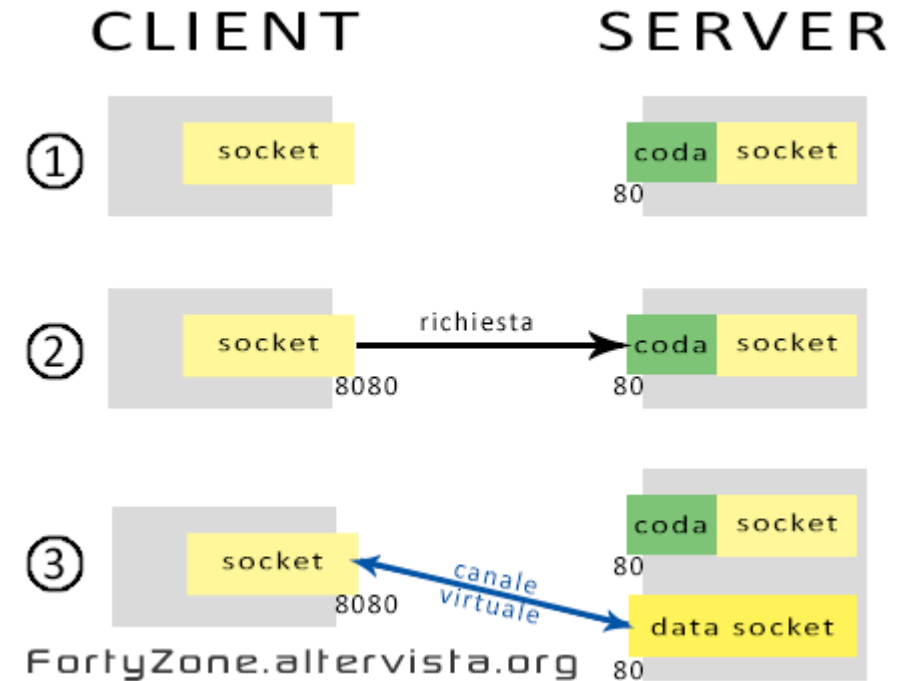 CLIENT SERVER
1 socket coda socket
80
2 socket richiesta coda socket
8080 80
3 socket coda socket
80
8080 canale
virtuale
data socket
80
FortyZone.altervista.org